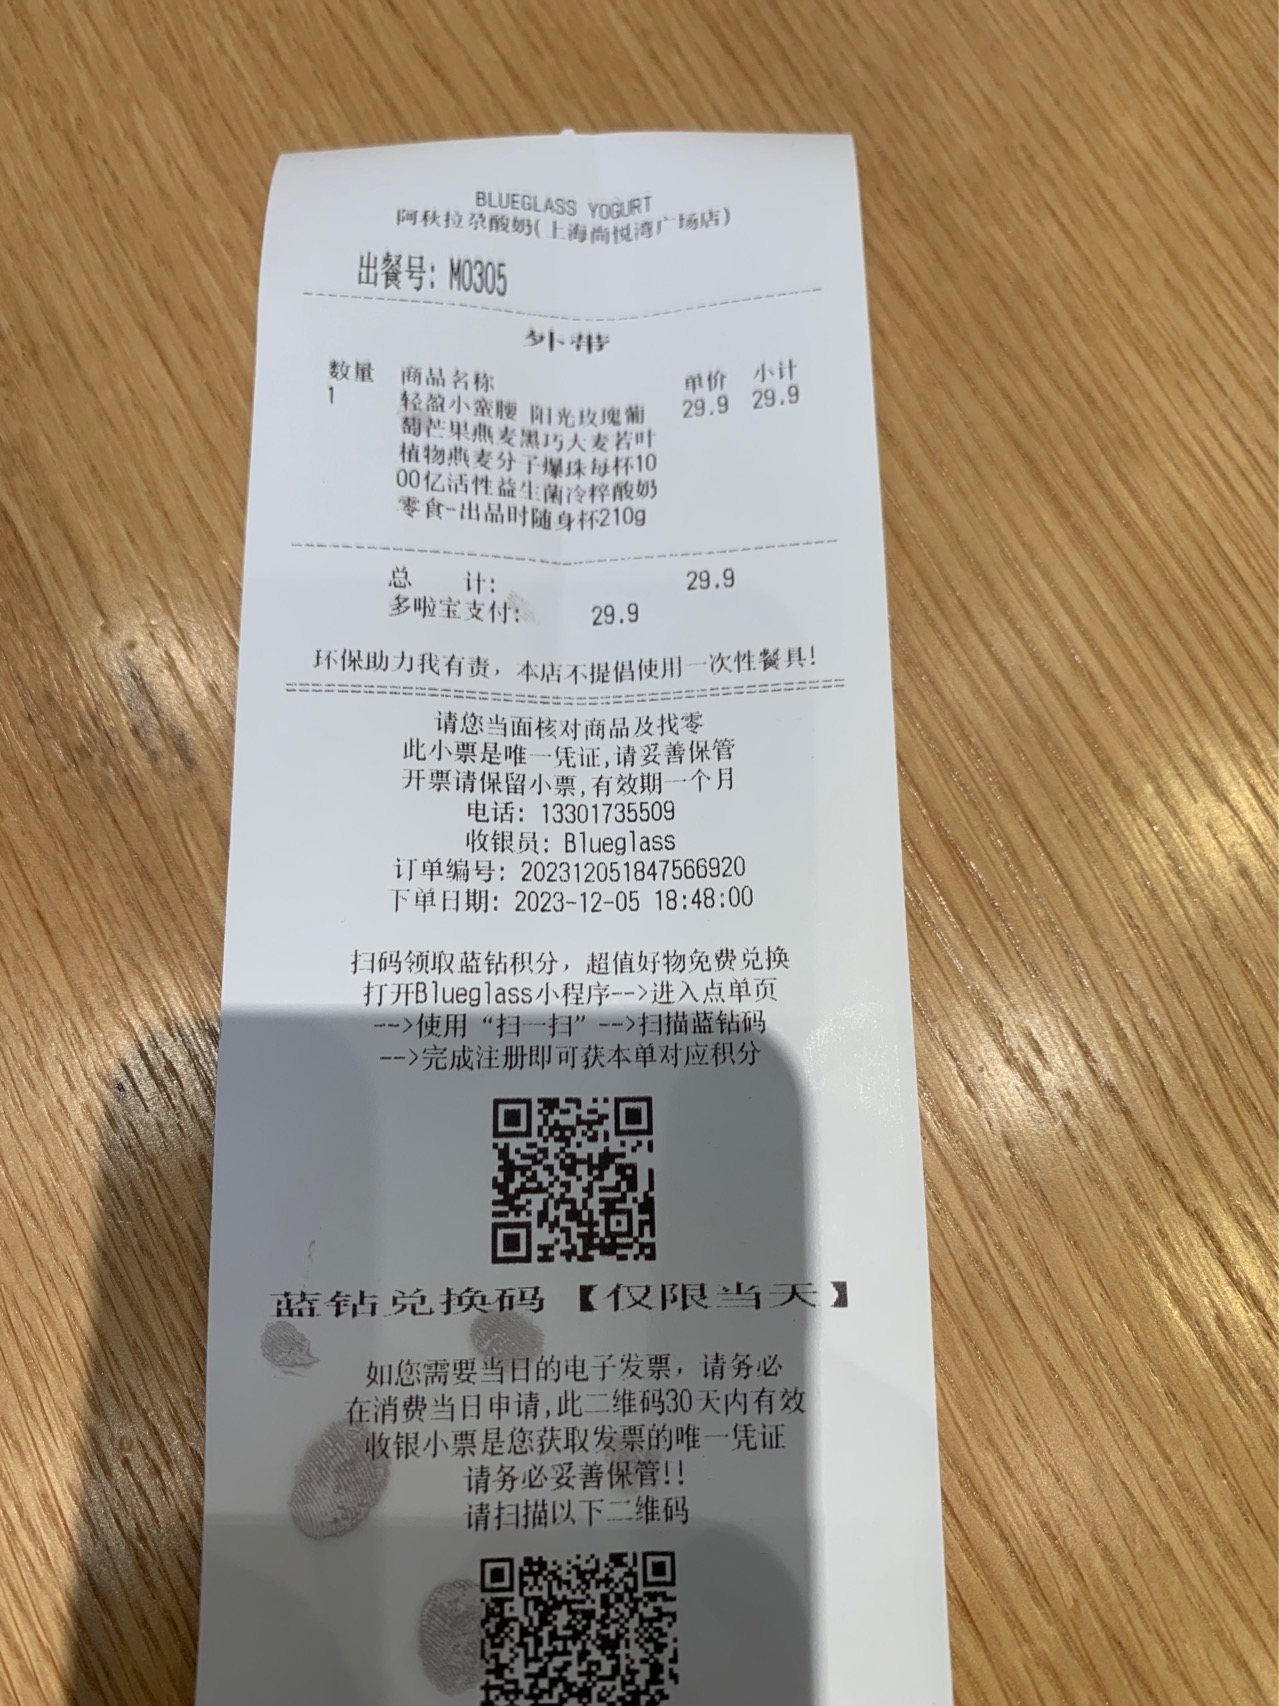 BLUEGLASS YOGURT
阿秋拉尕酸奶(上海尚悦湾广场店)
出餐号: M0305
外带
数量 商品名称 单价 小计
1 轻盈小蛮腰 阳光玫瑰葡 29.9 29.9
萄芒果燕麦黑巧大麦若叶
植物燕麦分子爆珠每杯10
00亿活性益生菌冷粹酸奶
零食-出品时随身杯210g
总 计: 29.9
多啦宝支付: 29.9
环保助力我有责，本店不提倡使用一次性餐具!
请您当面核对商品及找零
此小票是唯一凭证,请妥善保管
开票请保留小票,有效期一个月
电话: 13301735509
收银员: Blueglass
订单编号: 202312051847566920
下单日期: 2023-12-05 18:48:00
扫码领取蓝钻积分，超值好物免费兑换
打开Blueglass小程序-->进入点单页
-->使用“扫一扫”-->扫描蓝钻码
-->完成注册即可获本单对应积分
蓝钻兑换码【仅限当天】
如您需要当日的电子发票，请务必
在消费当日申请,此二维码30天内有效
收银小票是您获取发票的唯一凭证
请务必妥善保管!!
请扫描以下二维码